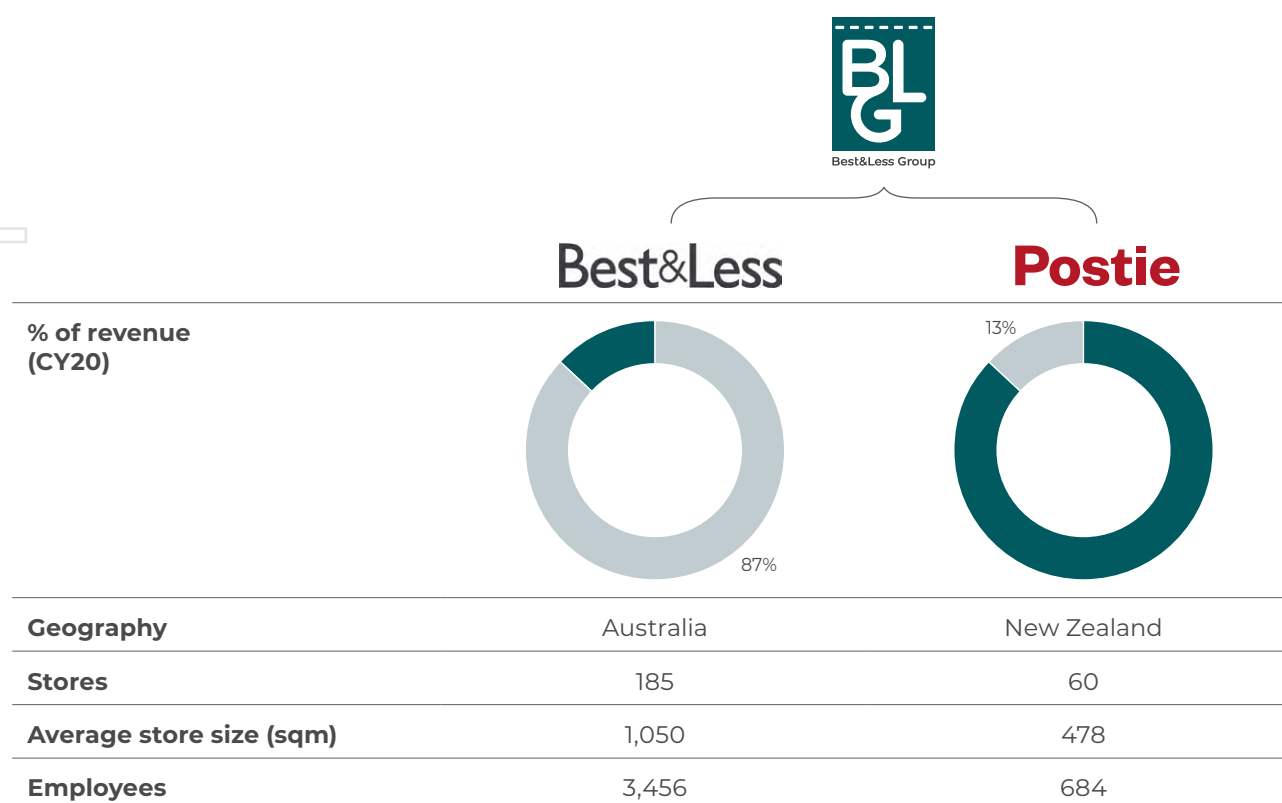 BLG
Best&Less Group
Best&Less Postie
% of revenue
(CY20)
13%
87%
Geography Australia New Zealand
Stores 185 60
Average store size (sqm) 1,050 478
Employees 3,456 684